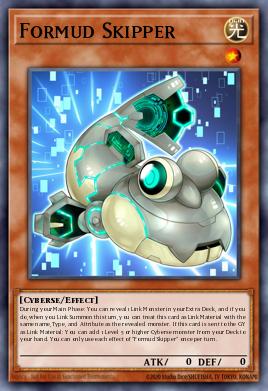 Formud Skipper
光
[Cyberse/Effect]
During your Main Phase: You can reveal 1 Link Monster in your Extra Deck, and if you
do, when you Link Summon this turn, you can treat this card as Link Material with the
same name, Type, and Attribute as the revealed monster. If this card is sent to the GY
as Link Material: You can add 1 Level 5 or higher Cyberse monster from your Deck to
your hand. You can only use each effect of "Formud Skipper" once per turn.
ATK/ 0 DEF/ 0
©2020 Studio Dice/SHUEISHA, TV TOKYO, KONAMI